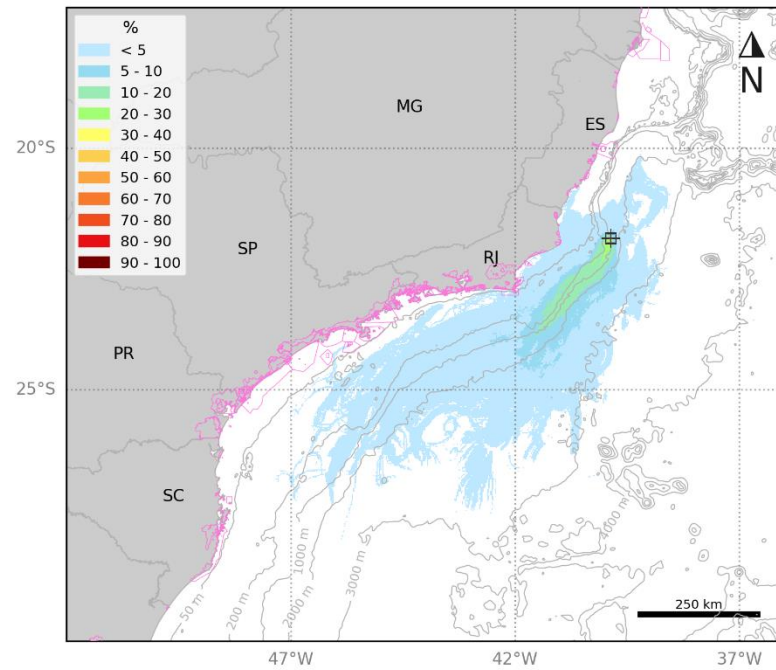 %
< 5
5 - 10
10 - 20
20 - 30
30 - 40
40 - 50
50 - 60
60 - 70
70 - 80
80 - 90
90 - 100
N
MG
ES
20°S
SP
RJ
PR
25°S
SC
50 m
200 m
1000 m
2000 m
3000 m
4000 m
250 km
47°W
42°W
37°W